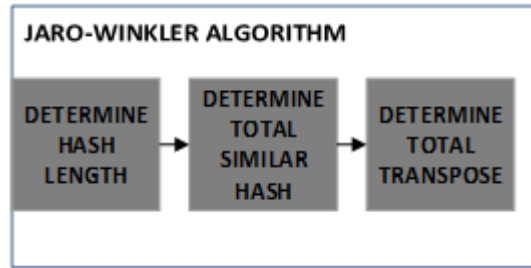 JARO-WINKLER ALGORITHM
DETERMINE
HASH
LENGTH
DETERMINE
TOTAL
SIMILAR
HASH
DETERMINE
TOTAL
TRANSPOSE